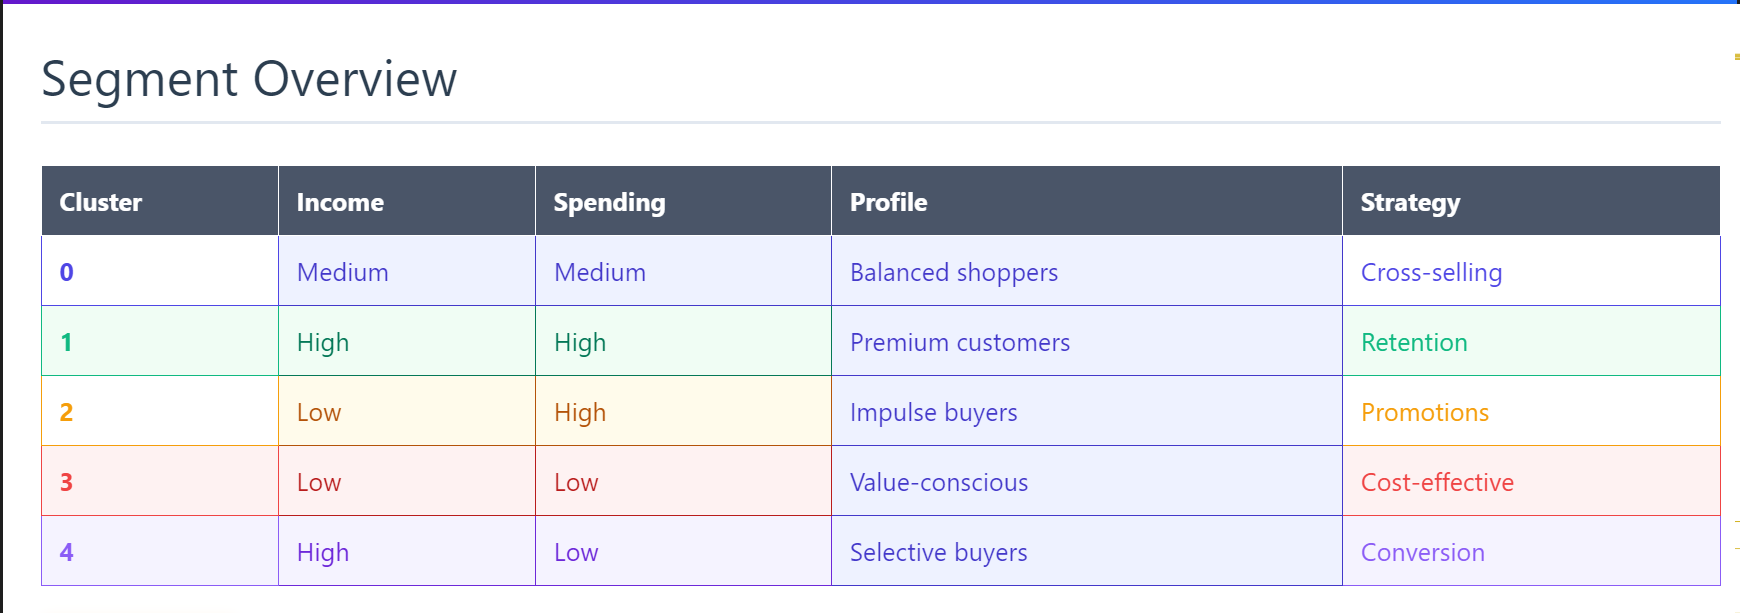 Segment Overview
Cluster Income Spending Profile Strategy
0 Medium Medium Balanced shoppers Cross-selling
1 High High Premium customers Retention
2 Low High Impulse buyers Promotions
3 Low Low Value-conscious Cost-effective
4 High Low Selective buyers Conversion